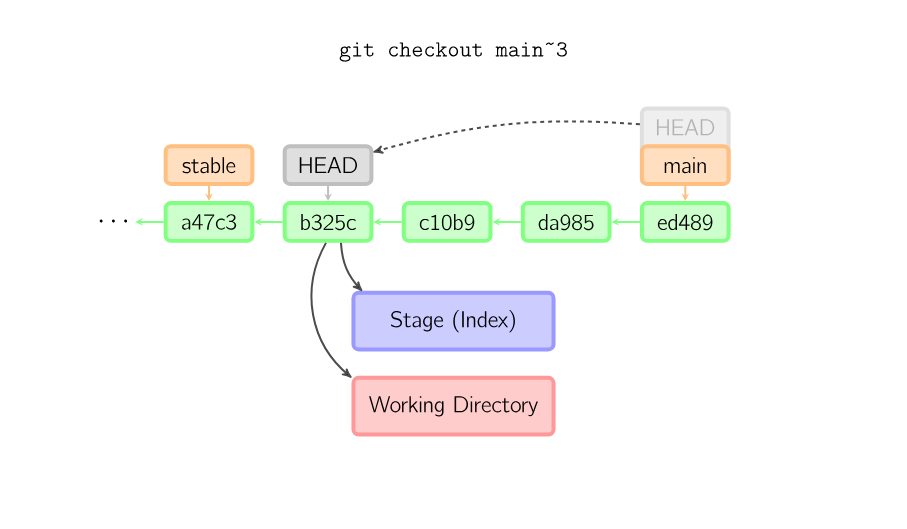 git checkout main~3
HEAD
stable
HEAD
main
...
a47c3
b325c
c10b9
da985
ed489
Stage (Index)
Working Directory